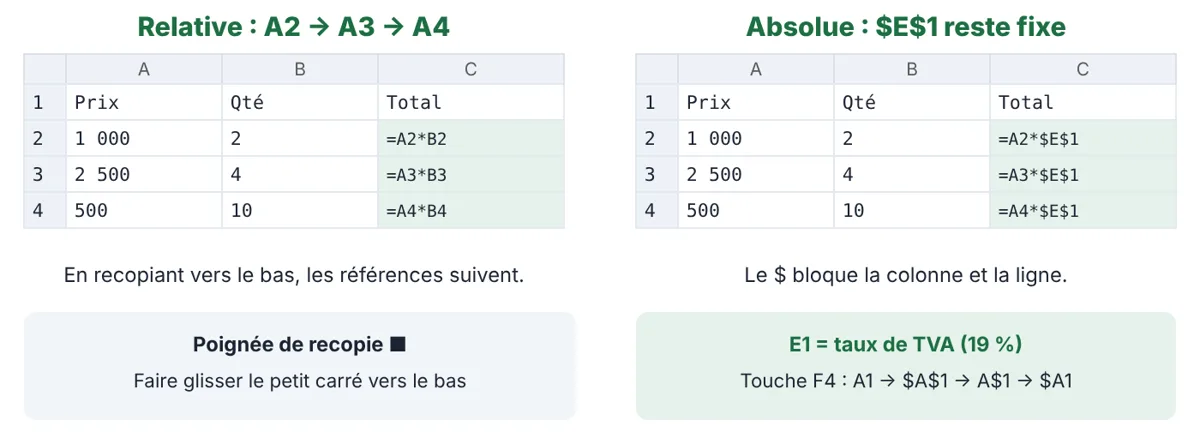 Relative : A2 → A3 → A4
A B C
1 Prix Qté Total
2 1 000 2 =A2*B2
3 2 500 4 =A3*B3
4 500 10 =A4*B4
En recopiant vers le bas, les références suivent.
Poignée de recopie ■
Faire glisser le petit carré vers le bas
Absolue : $E$1 reste fixe
A B C
1 Prix Qté Total
2 1 000 2 =A2*$E$1
3 2 500 4 =A3*$E$1
4 500 10 =A4*$E$1
Le $ bloque la colonne et la ligne.
E1 = taux de TVA (19 %)
Touche F4 : A1 → $A$1 → A$1 → $A1